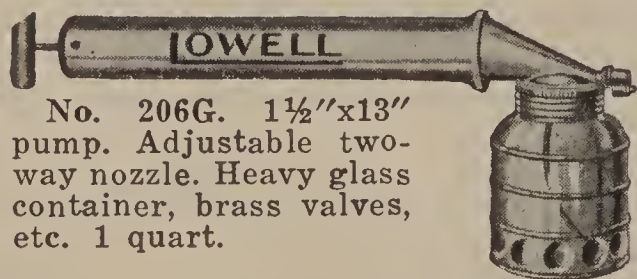 LOWELL
No. 206G. 1½"x13"
pump. Adjustable two-
way nozzle. Heavy glass
container, brass valves,
etc. 1 quart.